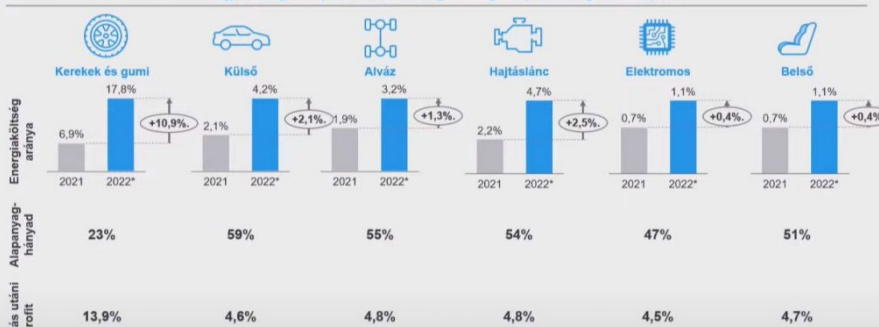 Kerekek és gumi Külső Alváz Hajtáslánc Elektromos Belső
Energiaköltség aránya
17,8% 4,2% 3,2% 4,7% 1,1% 1,1%
+10,9%. +2,1%. +1,3%. +2,5%. +0,4%. +0,4%
6,9% 2,1% 1,9% 2,2% 0,7% 0,7%
2021 2022* 2021 2022* 2021 2022* 2021 2022* 2021 2022* 2021 2022*
Alapanyag-
hányad
23% 59% 55% 54% 47% 51%
utáni
13,9% 4,6% 4,8% 4,8% 4,5% 4,7%